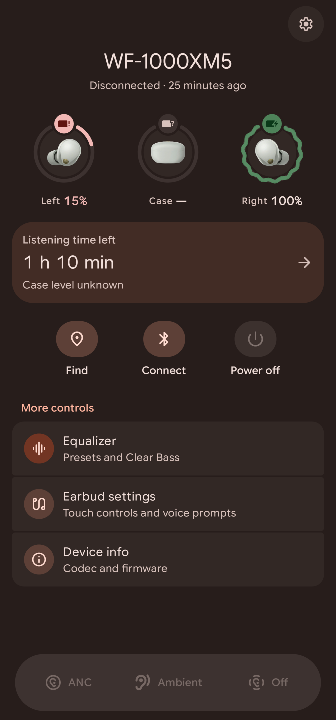 WF-1000XM5
Disconnected · 25 minutes ago
Left 15%
Case —
Right 100%
Listening time left
1 h 10 min
Case level unknown
Find
Connect
Power off
More controls
Equalizer
Presets and Clear Bass
Earbud settings
Touch controls and voice prompts
Device info
Codec and firmware
ANC
Ambient
Off